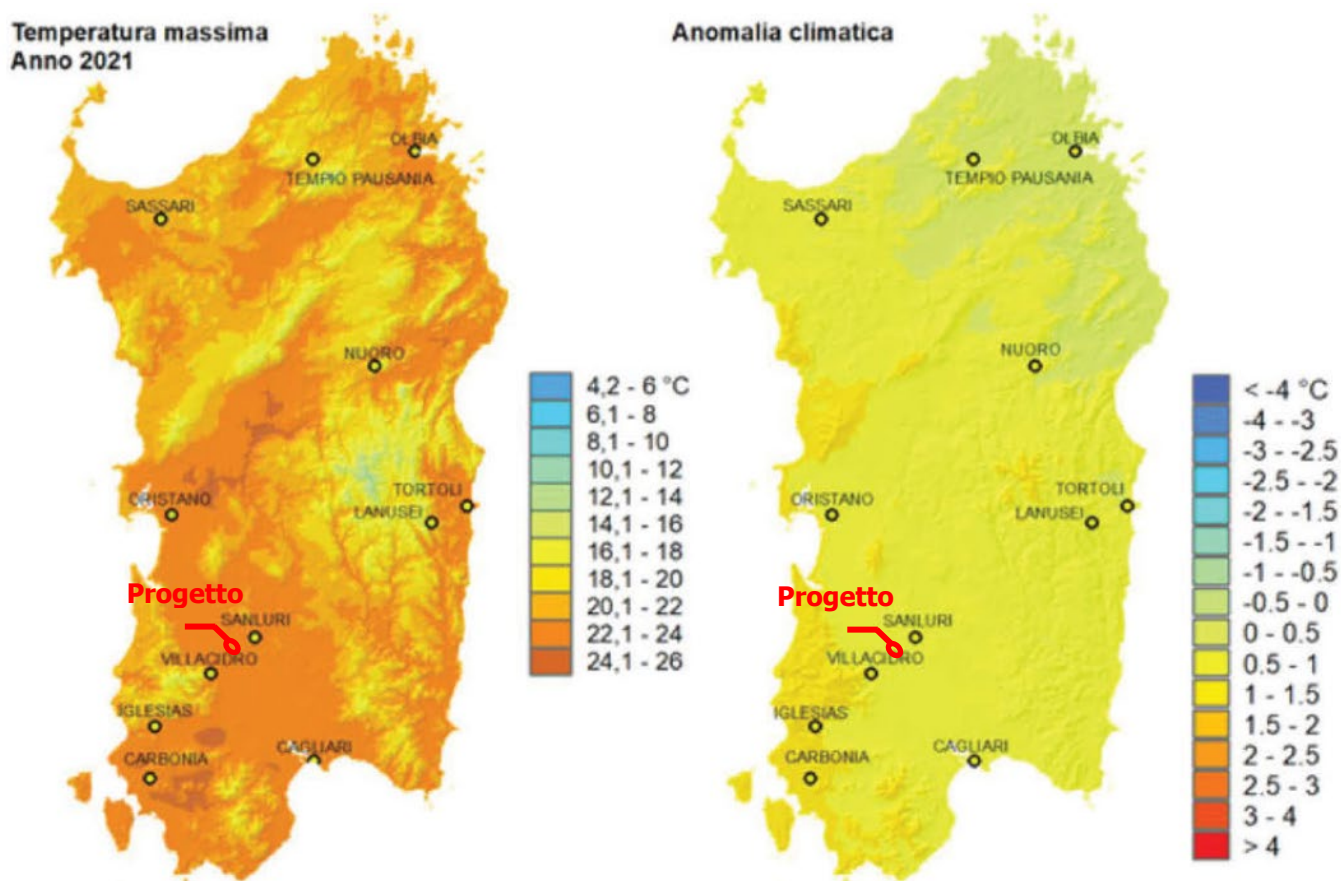 Temperatura massima
Anno 2021
OLBIA
TEMPIO PAUSANIA
SASSARI
NUORO
ORISTANO
TORTOLI
LANUSEI
Progetto
SANLURI
VILLACIDRO
IGLESIAS
CARBONIA
CAGLIARI
4,2 - 6 °C
6,1 - 8
8,1 - 10
10,1 - 12
12,1 - 14
14,1 - 16
16,1 - 18
18,1 - 20
20,1 - 22
22,1 - 24
24,1 - 26
Anomalia climatica
OLBIA
TEMPIO PAUSANIA
SASSARI
NUORO
ORISTANO
TORTOLI
LANUSEI
Progetto
SANLURI
VILLACIDRO
IGLESIAS
CARBONIA
CAGLIARI
< -4 °C
-4 - -3
-3 - -2.5
-2.5 - -2
-2 - -1.5
-1.5 - -1
-1 - -0.5
-0.5 - 0
0 - 0.5
0.5 - 1
1 - 1.5
1.5 - 2
2 - 2.5
2.5 - 3
3 - 4
> 4